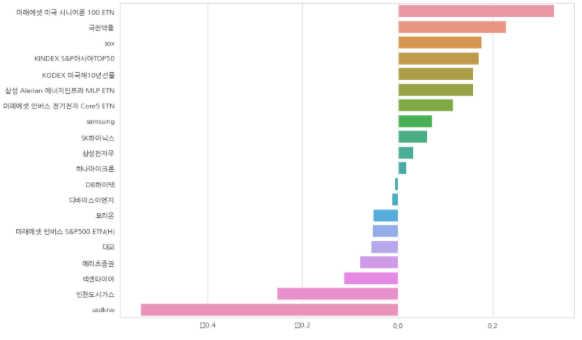 미래에셋 미국 시니어론 100 ETN
국전약품
sox
KINDEX S&P아시아TOP50
KODEX 미국채10년선물
삼성 Alerian 에너지인프라 MLP ETN
미래에셋 인버스 전기전자 Core5 ETN
samsung
SK하이닉스
삼성전자우
하나마이크론
DB하이텍
디바이스이엔지
오리온
미래에셋 인버스 S&P500 ETN(H)
대교
메리츠증권
넥센타이어
인천도시가스
usdkrw
□0.4 □0.2 0.0 0.2